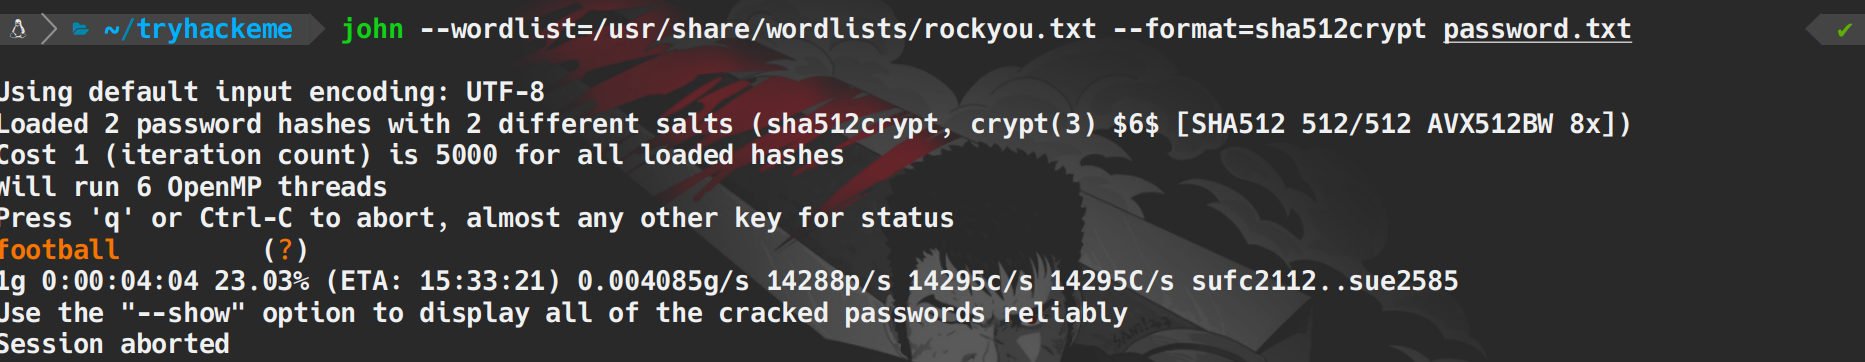 ~/tryhackeme john --wordlist=/usr/share/wordlists/rockyou.txt --format=sha512crypt password.txt ✔
Using default input encoding: UTF-8
Loaded 2 password hashes with 2 different salts (sha512crypt, crypt(3) $6$ [SHA512 512/512 AVX512BW 8x])
Cost 1 (iteration count) is 5000 for all loaded hashes
Will run 6 OpenMP threads
Press 'q' or Ctrl-C to abort, almost any other key for status
football         (?)
1g 0:00:04:04 23.03% (ETA: 15:33:21) 0.004085g/s 14288p/s 14295c/s 14295C/s sufc2112..sue2585
Use the "--show" option to display all of the cracked passwords reliably
Session aborted